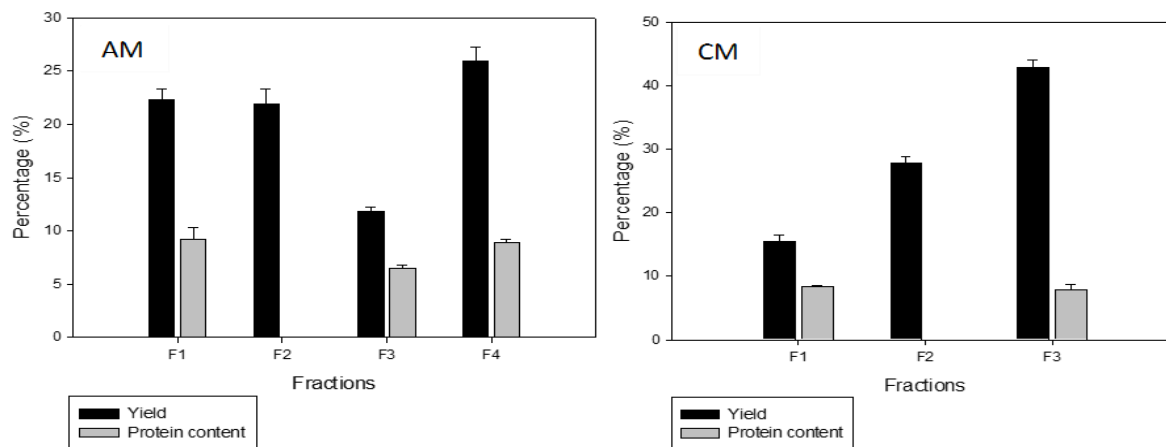 AM
Percentage (%)
30
25
20
15
10
5
0
F1 F2 F3 F4
Fractions
Yield
Protein content
CM
Percentage (%)
50
40
30
20
10
0
F1 F2 F3
Fractions
Yield
Protein content